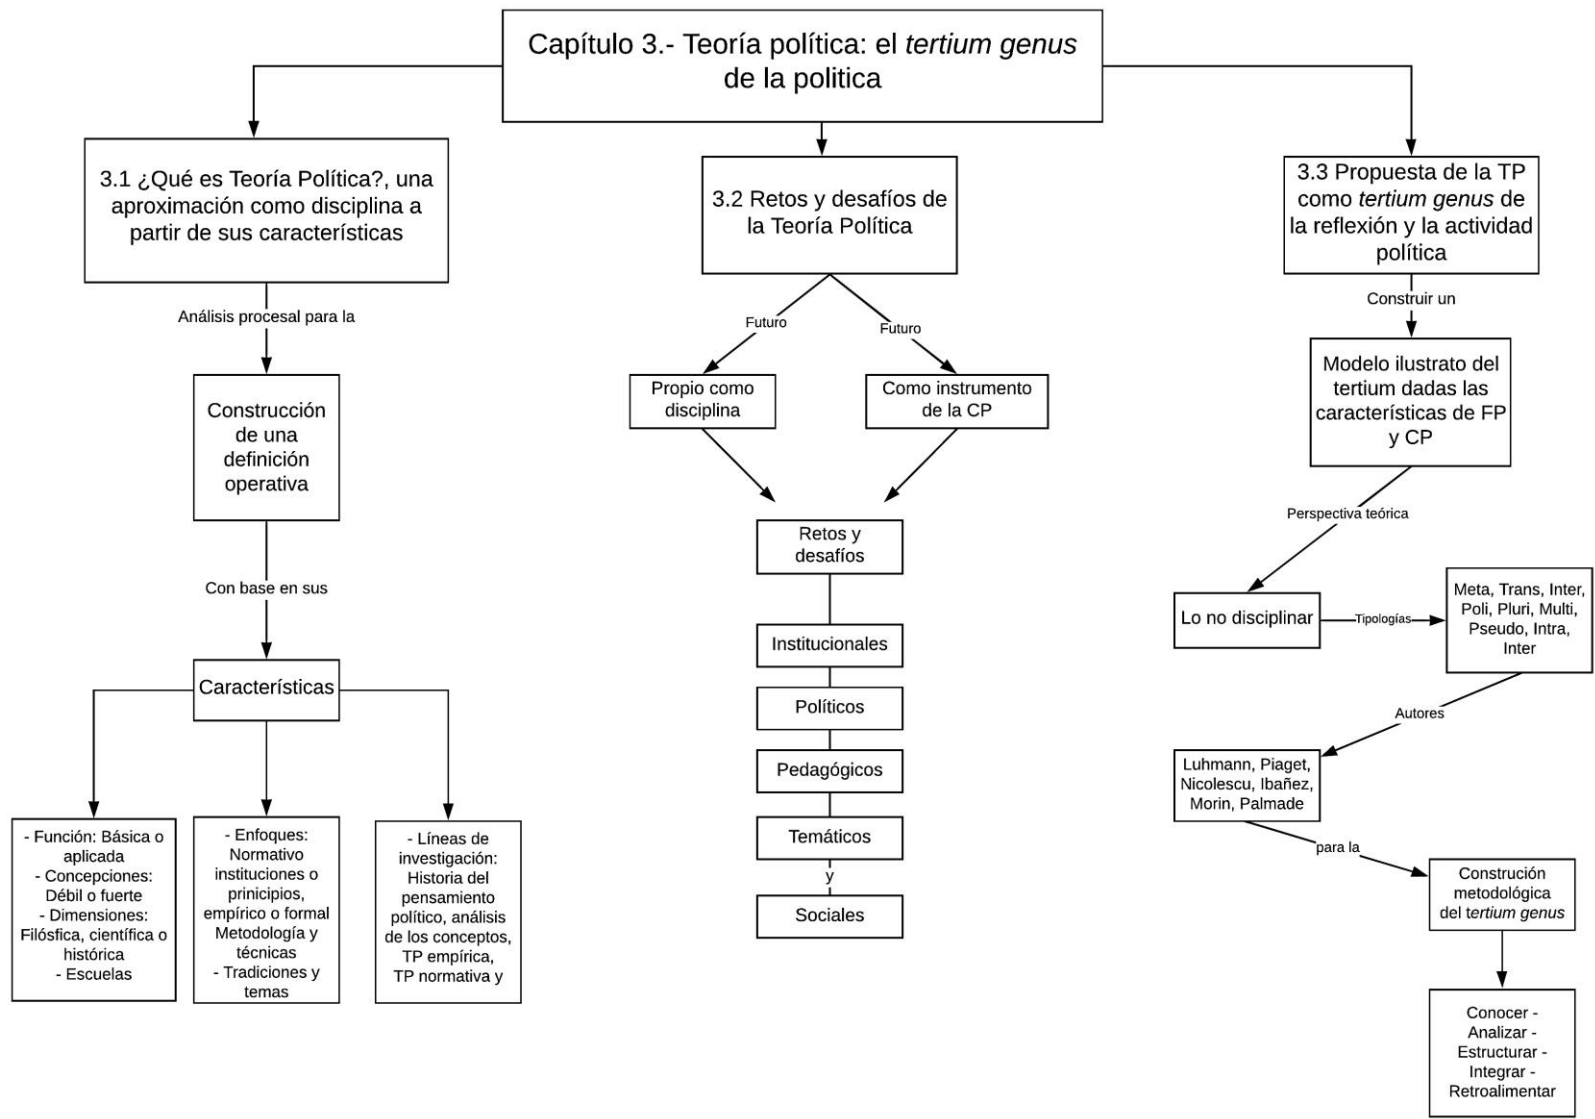 Capítulo 3.- Teoría política: el tertium genus
de la politica
3.1 ¿Qué es Teoría Política?, una
aproximación como disciplina a
partir de sus características
Análisis procesal para la
Construcción
de una
definición
operativa
Con base en sus
Características
- Función: Básica o
aplicada
- Concepciones:
Débil o fuerte
- Dimensiones:
Filósfica, científica o
histórica
- Escuelas
- Enfoques:
Normativo
instituciones o
prinicipios,
empírico o formal
Metodología y
técnicas
- Tradiciones y
temas
- Líneas de
investigación:
Historia del
pensamiento
político, análisis
de los conceptos,
TP empírica,
TP normativa y
3.2 Retos y desafíos de
la Teoría Política
Futuro
Futuro
Propio como
disciplina
Como instrumento
de la CP
Retos y
desafíos
Institucionales
Políticos
Pedagógicos
Temáticos
y
Sociales
3.3 Propuesta de la TP
como tertium genus de
la reflexión y la actividad
política
Construir un
Modelo ilustrato del
tertium dadas las
características de FP
y CP
Perspectiva teórica
Lo no disciplinar
Tipologías
Meta, Trans, Inter,
Poli, Pluri, Multi,
Pseudo, Intra,
Inter
Autores
Luhmann, Piaget,
Nicolescu, Ibañez,
Morin, Palmade
para la
Construción
metodológica
del tertium genus
Conocer -
Analizar -
Estructurar -
Integrar -
Retroalimentar